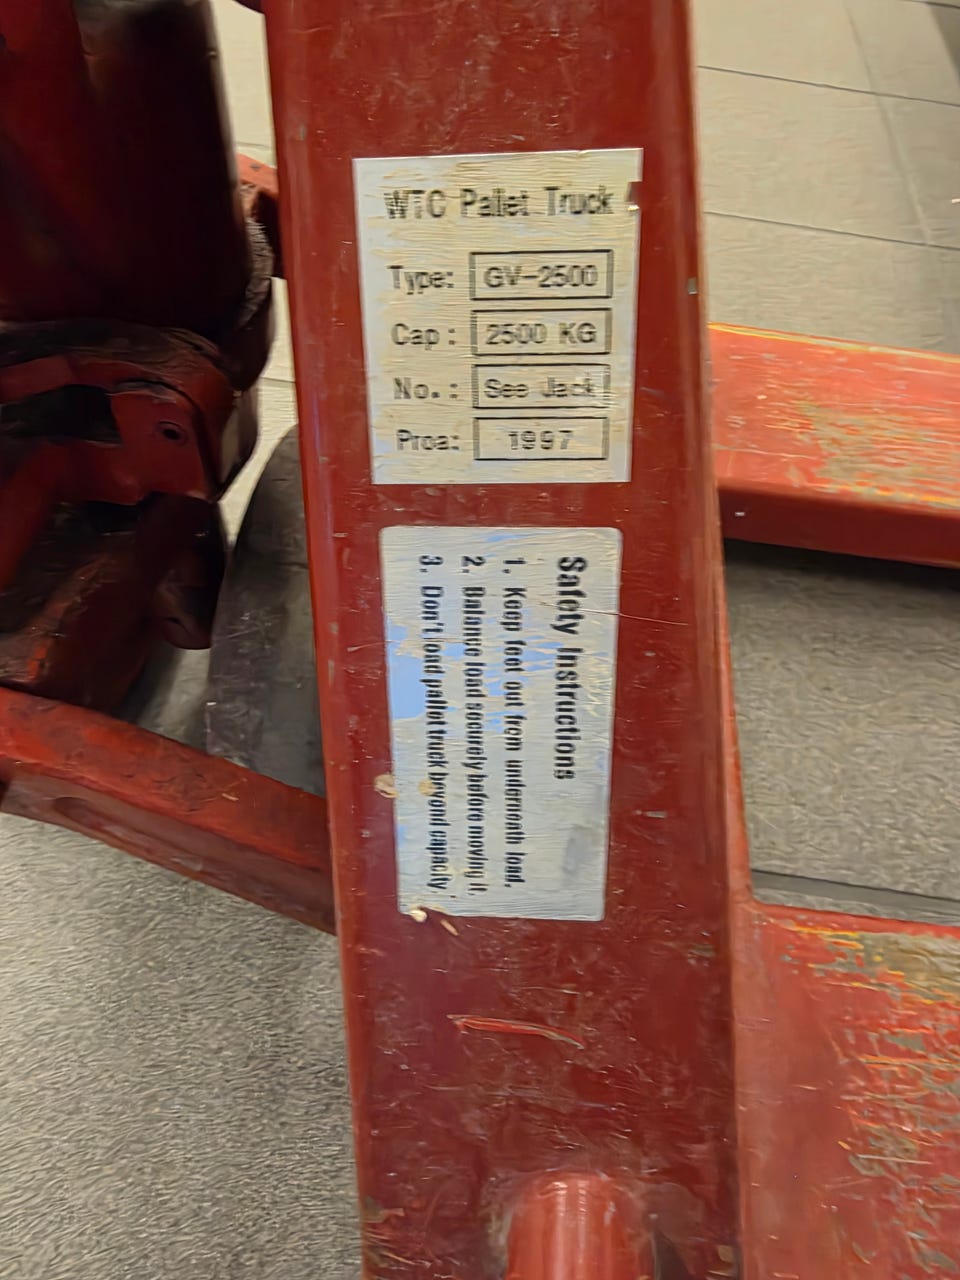 WTC Pallet Truck
Type: GV-2500
Cap: 2500 KG
No.: See Jack
Proa: 1997
Safety Instructions
1. Keep feet out from underneath load.
2. Balance load securely before moving it.
3. Don't load pallet truck beyond capacity.